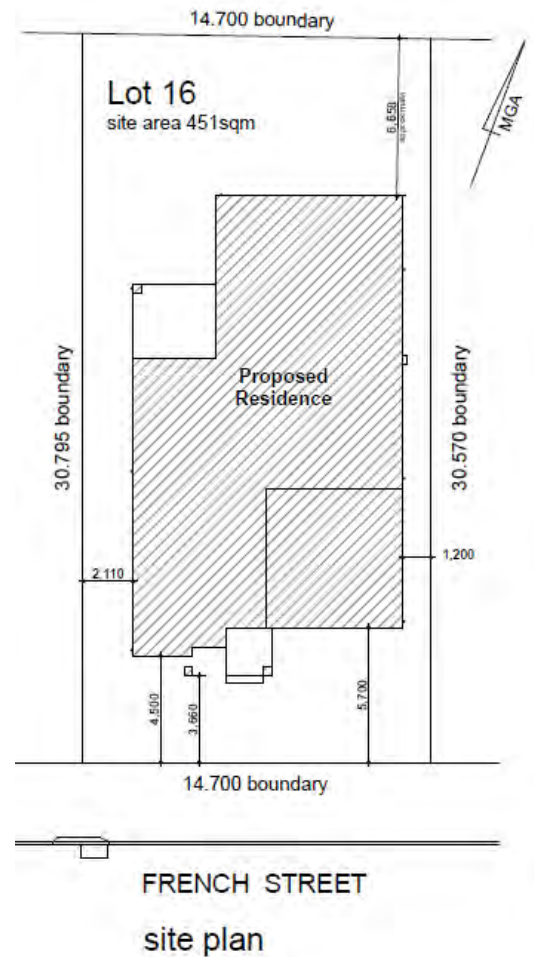 14.700 boundary
Lot 16
site area 451sqm
6,650
approximate
MGA
Proposed
Residence
30.795 boundary
30.570 boundary
2,110
1,200
4,500
3,660
5,700
14.700 boundary
FRENCH STREET
site plan